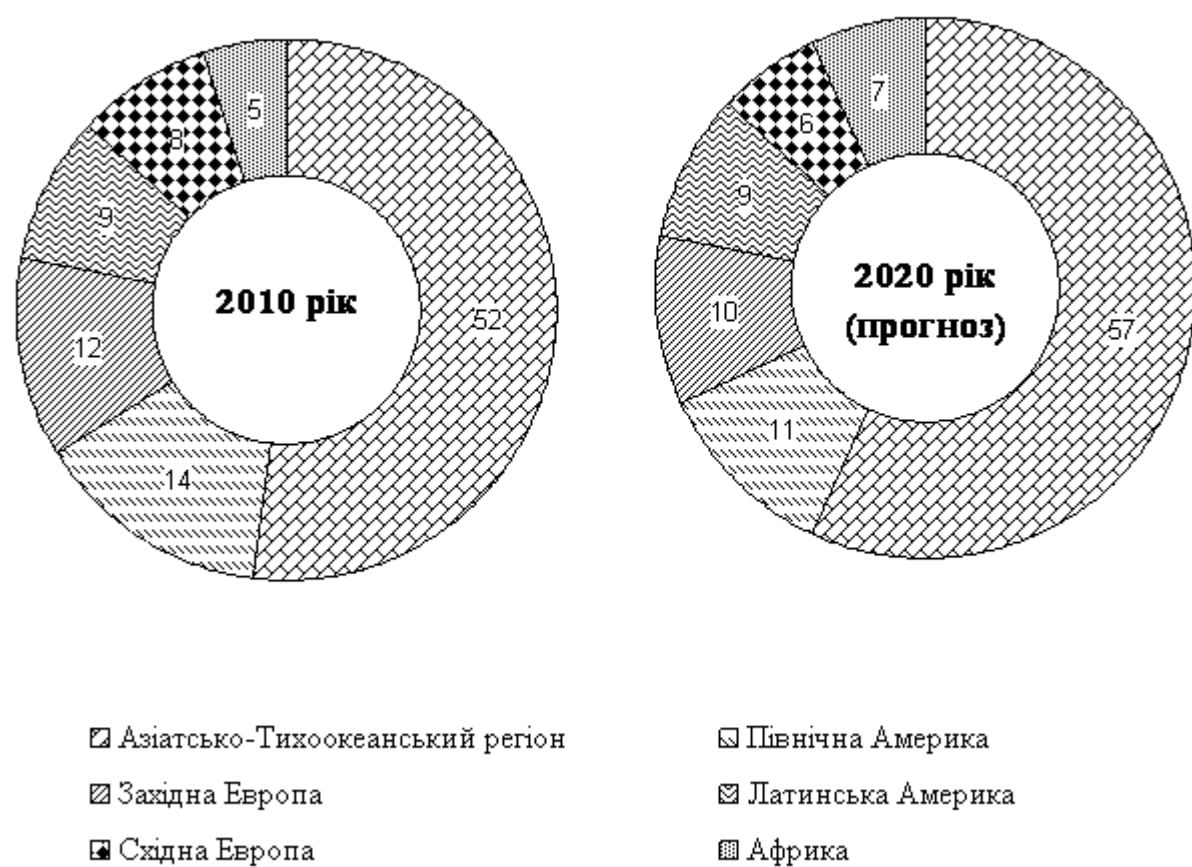 5
8
9
12
14
52
2010 рік
7
6
9
10
11
57
2020 рік
(прогноз)
Азіатсько-Тихоокеанський регіон
Північна Америка
Західна Европа
Латинська Америка
Східна Европа
Африка